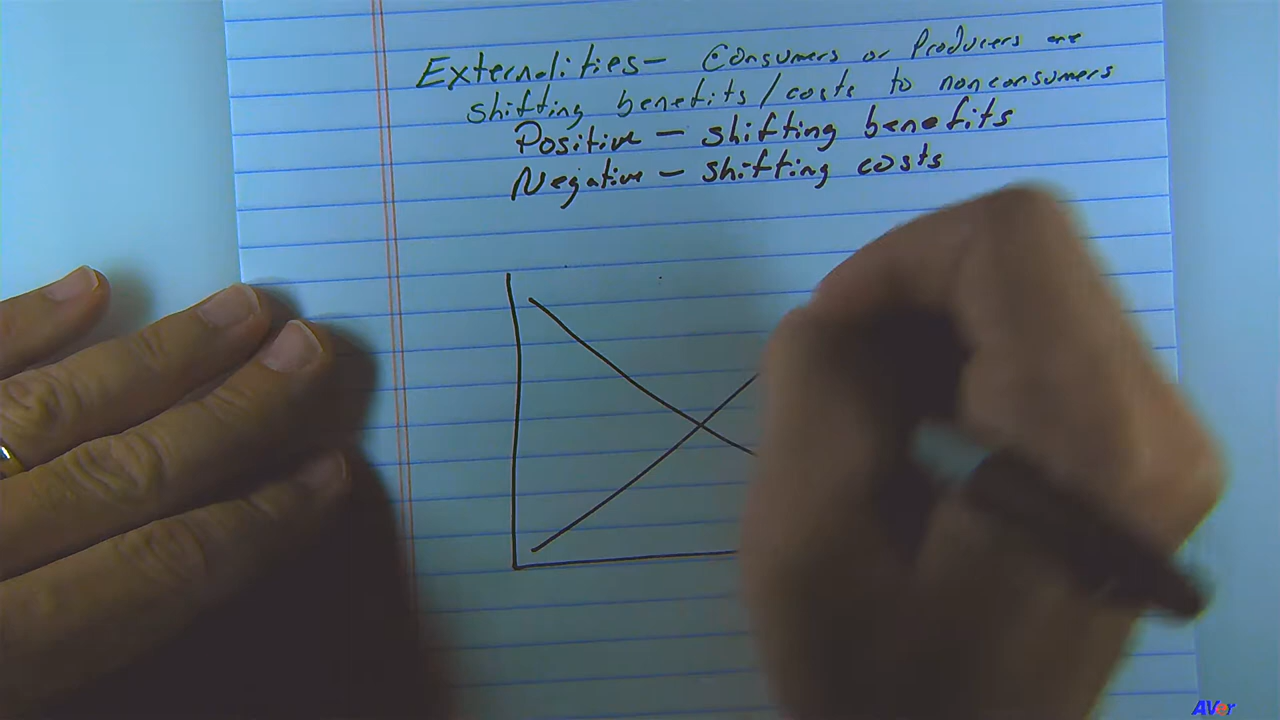 Externalities- Consumers or Producers are
shifting benefits/costs to nonconsumers
Positive - shifting benefits
Negative - shifting costs
AVer